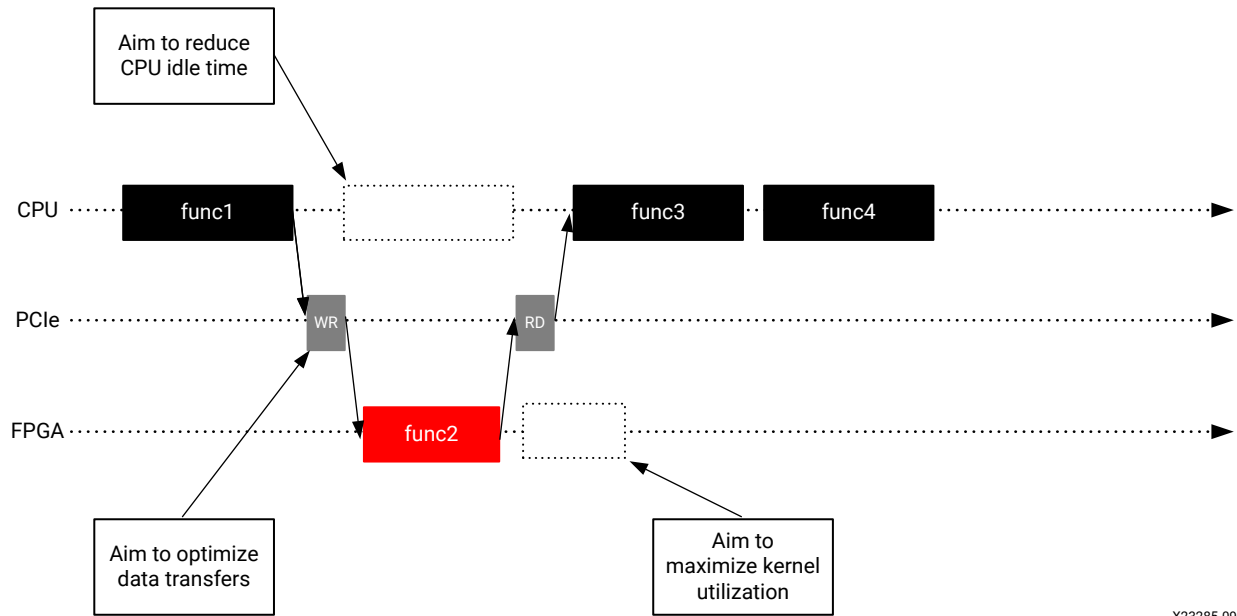 Aim to reduce
CPU idle time
CPU
func1
func3
func4
PCIe
WR
RD
FPGA
func2
Aim to optimize
data transfers
Aim to
maximize kernel
utilization